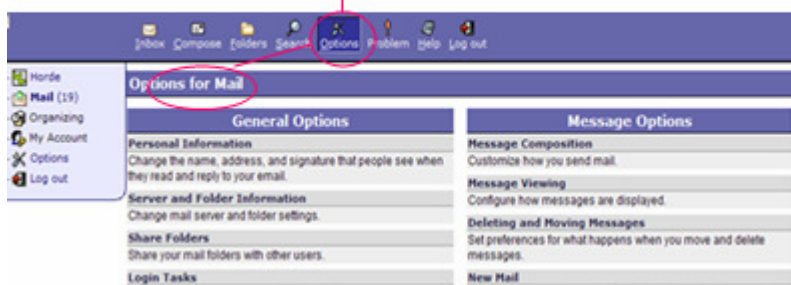 Inbox Compose Folders Search Options Problem Help Log out
Horde
Mail (19)
Organizing
My Account
Options
Log out
Options for Mail
General Options
Personal Information
Change the name, address, and signature that people see when
they read and reply to your email.
Server and Folder Information
Change mail server and folder settings.
Share Folders
Share your mail folders with other users.
Login Tasks
Message Options
Message Composition
Customize how you send mail.
Message Viewing
Configure how messages are displayed.
Deleting and Moving Messages
Set preferences for what happens when you move and delete
messages.
New Mail